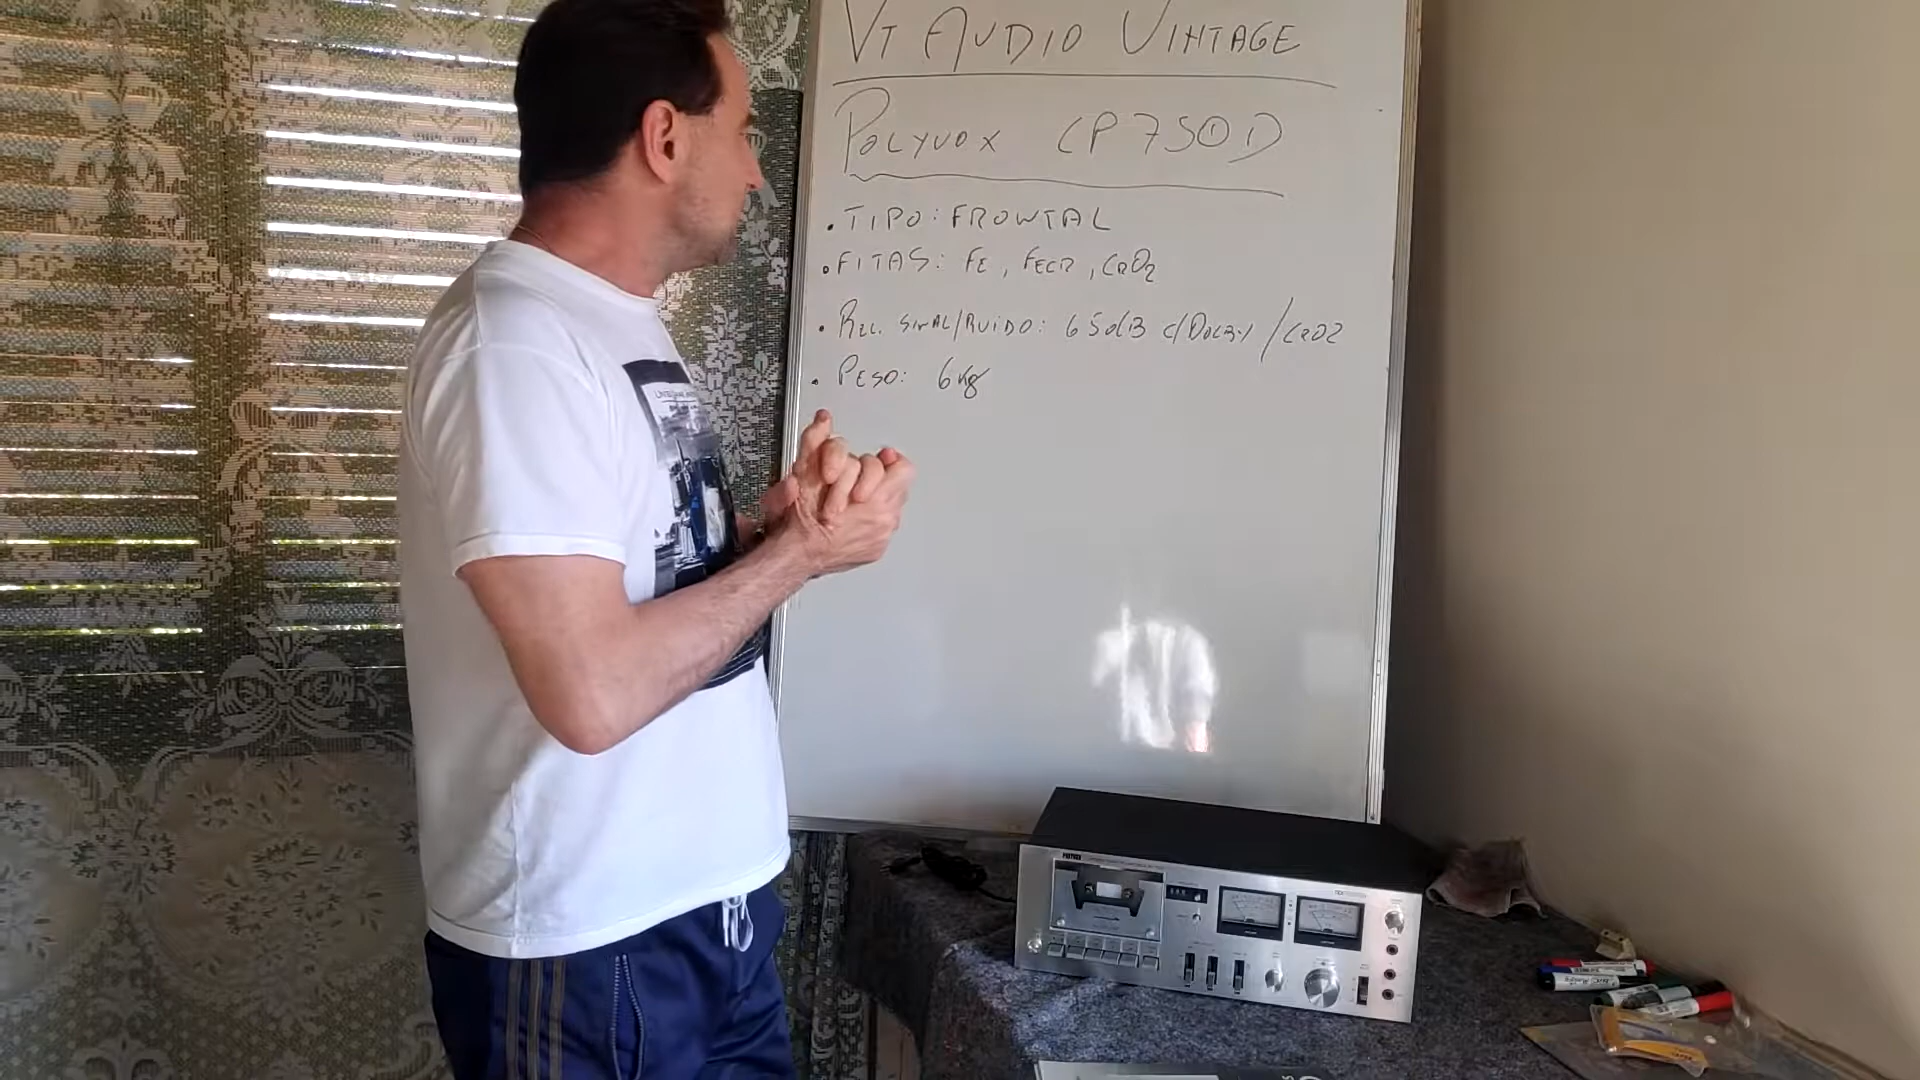 VT AUDIO VINTAGE
POLYVOX CP750D
• TIPO: FRONTAL
• FITAS: FE, FECR, CRO2
• REL. SINAL/RUIDO: 65dB c/DOLBY /CRO2
• PESO: 6Kg